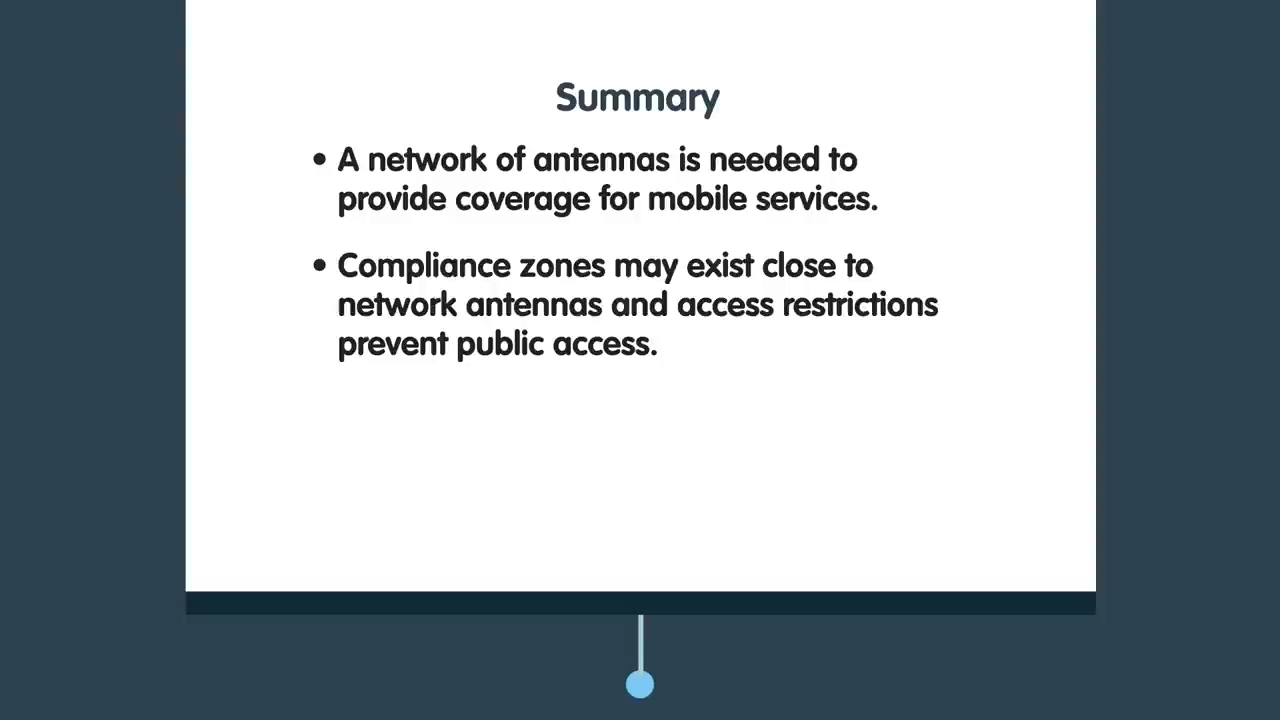 Summary
• A network of antennas is needed to
provide coverage for mobile services.
• Compliance zones may exist close to
network antennas and access restrictions
prevent public access.